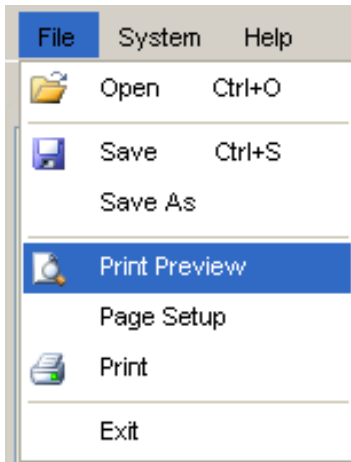 File System Help
Open Ctrl+O
Save Ctrl+S
Save As
Print Preview
Page Setup
Print
Exit